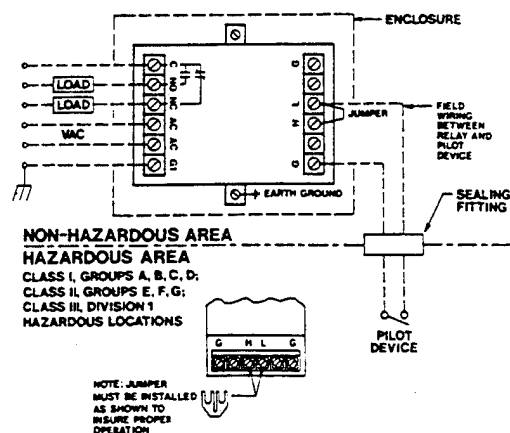 ENCLOSURE
C
NO
NC
AC
AC
G1
LOAD
LOAD
VAC
G
L
H
G
JUMPER
FIELD
WIRING
BETWEEN
RELAY AND
PILOT
DEVICE
EARTH GROUND
SEALING
FITTING
NON-HAZARDOUS AREA
HAZARDOUS AREA
CLASS I, GROUPS A, B, C, D;
CLASS II, GROUPS E, F, G;
CLASS III, DIVISION 1
HAZARDOUS LOCATIONS
PILOT
DEVICE
G H L G
NOTE: JUMPER
MUST BE INSTALLED
AS SHOWN TO
INSURE PROPER
OPERATION